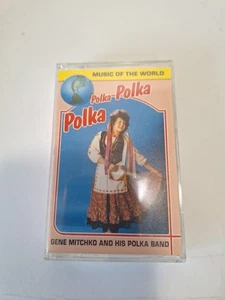 MUSIC OF THE WORLD
Polka-Polka
Polka
GENE MITCHKO AND HIS POLKA BAND